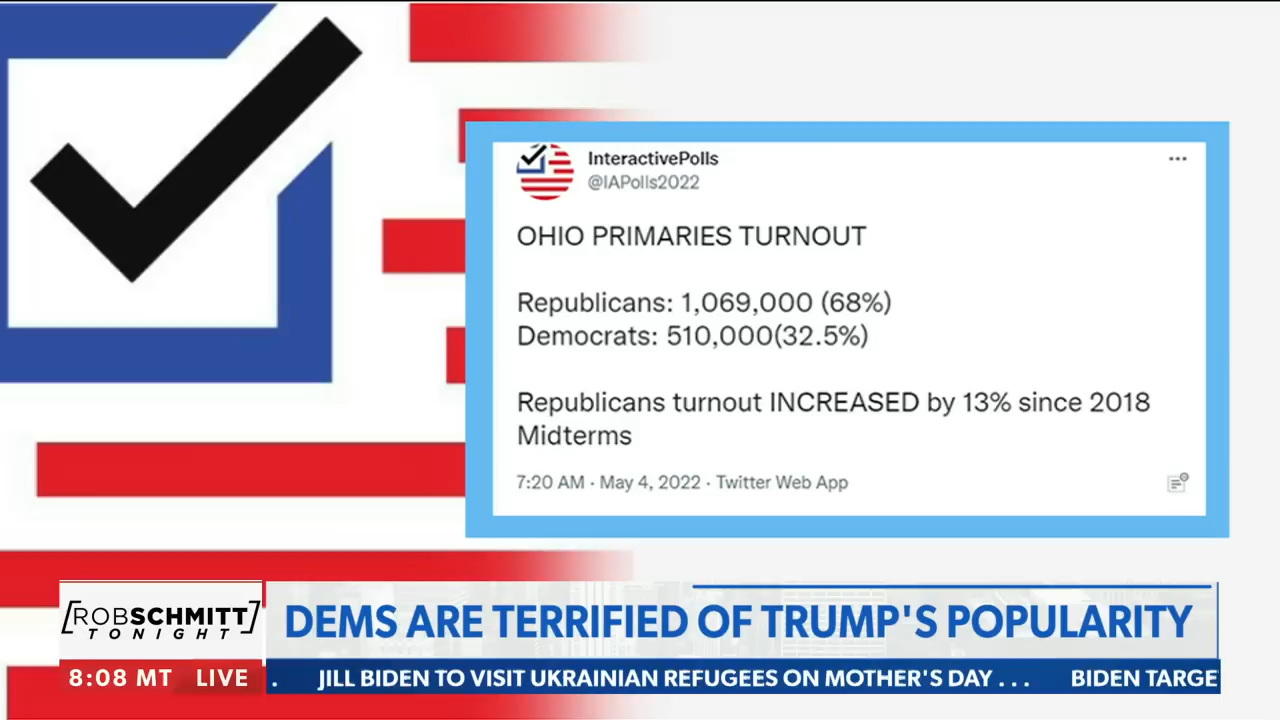 InteractivePolls
@IAPolls2022
OHIO PRIMARIES TURNOUT
Republicans: 1,069,000 (68%)
Democrats: 510,000(32.5%)
Republicans turnout INCREASED by 13% since 2018
Midterms
7:20 AM · May 4, 2022 · Twitter Web App
[ROBSCHMITT]
TONIGHT
DEMS ARE TERRIFIED OF TRUMP'S POPULARITY
8:08 MT LIVE
. JILL BIDEN TO VISIT UKRAINIAN REFUGEES ON MOTHER'S DAY . . . BIDEN TARGE